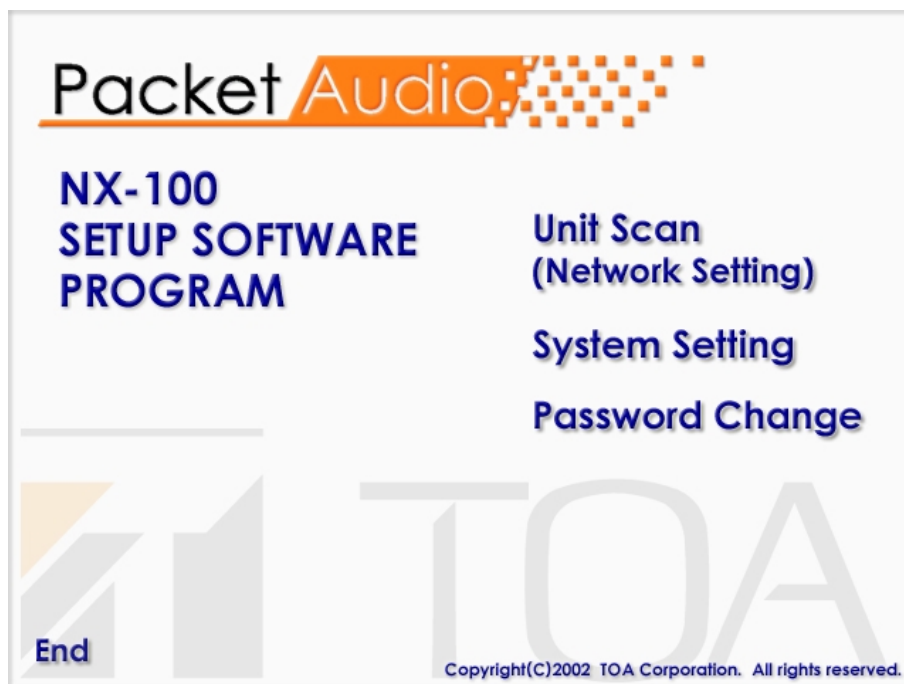 Packet Audio
NX-100
SETUP SOFTWARE
PROGRAM
Unit Scan
(Network Setting)
System Setting
Password Change
TOA
End
Copyright(C)2002 TOA Corporation. All rights reserved.